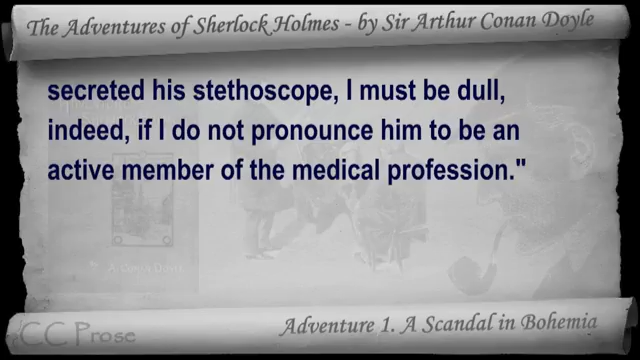 The Adventures of Sherlock Holmes - by Sir Arthur Conan Doyle
secreted his stethoscope, I must be dull,
indeed, if I do not pronounce him to be an
active member of the medical profession."
A. Conan Doyle
Adventure 1. A Scandal in Bohemia
CC Prose